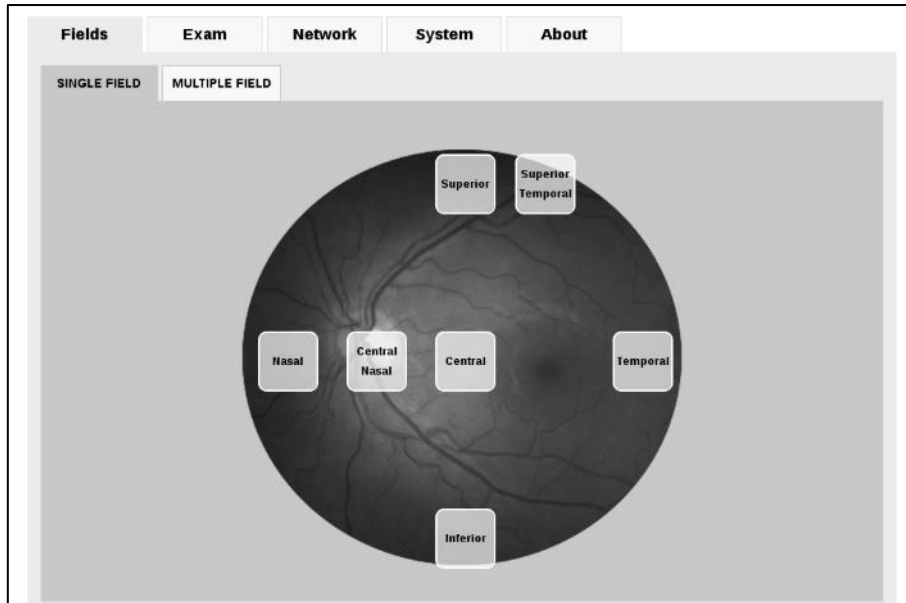 Fields Exam Network System About
SINGLE FIELD MULTIPLE FIELD
Superior
Superior
Temporal
Nasal
Central
Nasal
Central
Temporal
Inferior